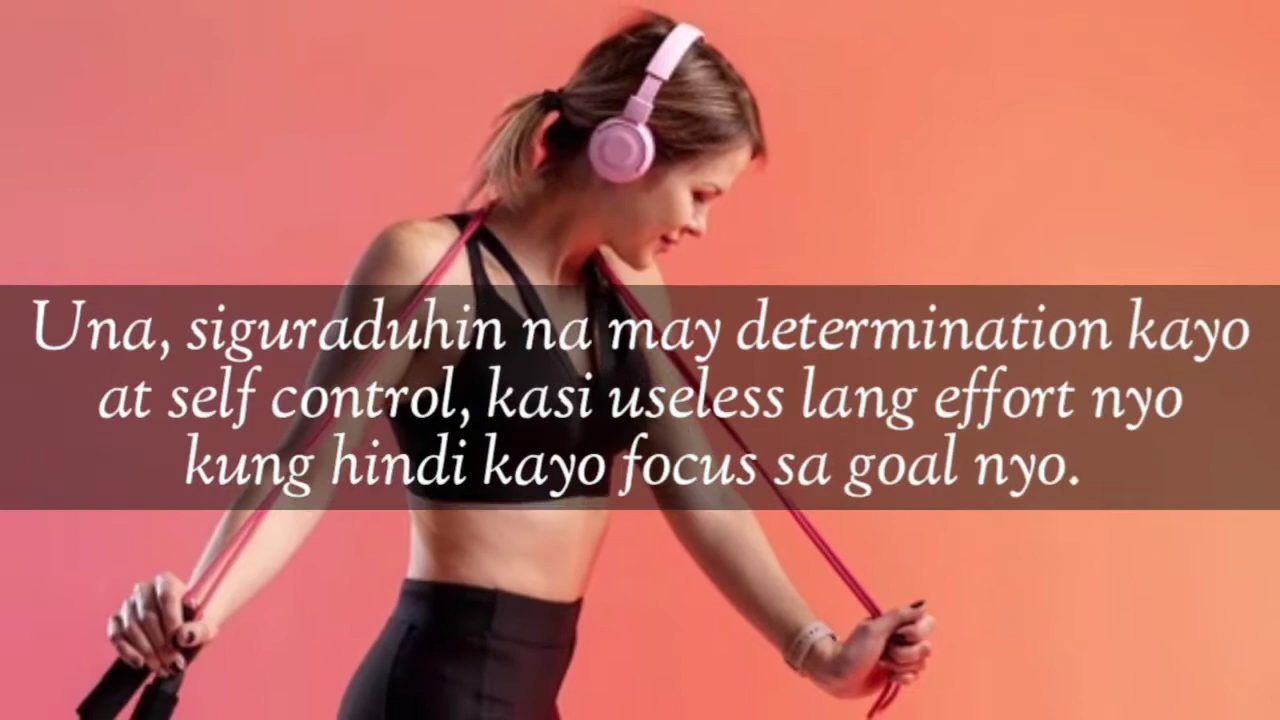 Una, siguraduhin na may determination kayo
at self control, kasi useless lang effort nyo
kung hindi kayo focus sa goal nyo.